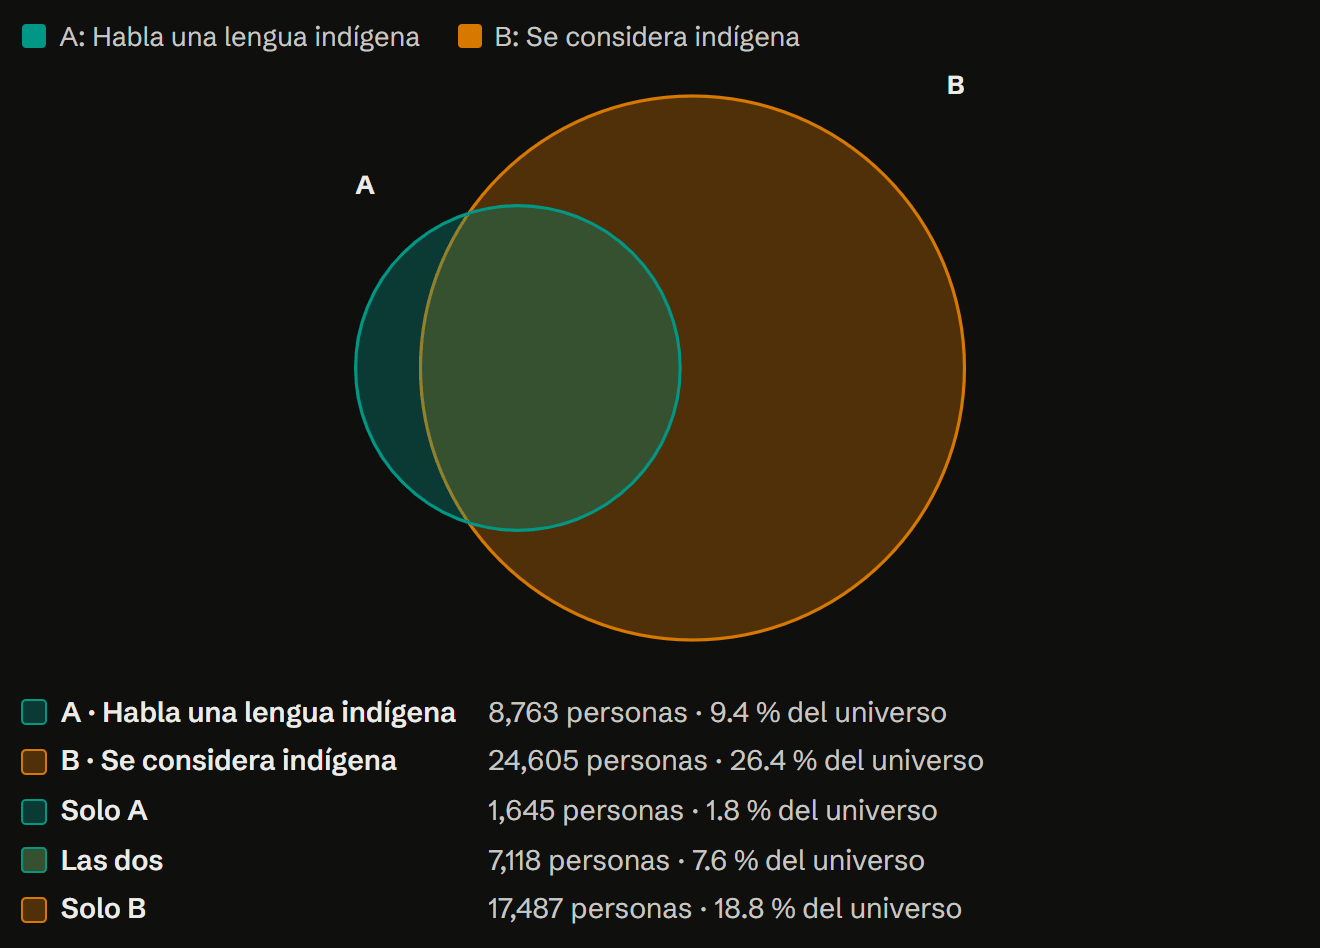 A: Habla una lengua indígena B: Se considera indígena
B
A
A · Habla una lengua indígena 8,763 personas · 9.4 % del universo
B · Se considera indígena 24,605 personas · 26.4 % del universo
Solo A 1,645 personas · 1.8 % del universo
Las dos 7,118 personas · 7.6 % del universo
Solo B 17,487 personas · 18.8 % del universo